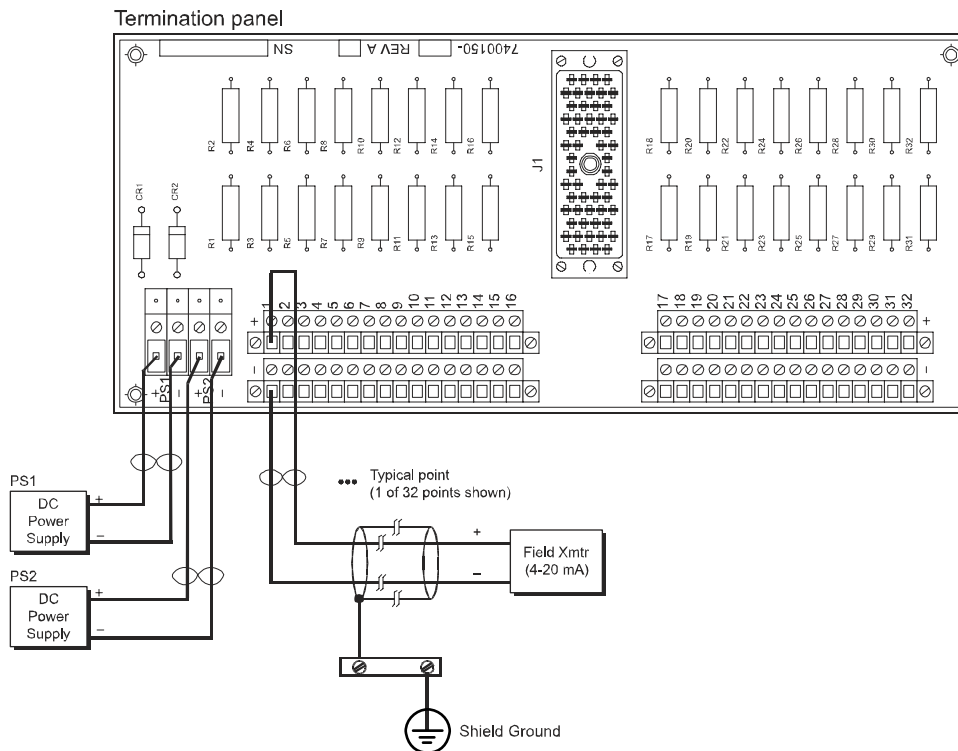 Termination panel
SN
REV A
7400150-
R2 R4 R6 R8 R10 R12 R14 R16
R18 R20 R22 R24 R26 R28 R30 R32
J1
CR1 CR2
R1 R3 R5 R7 R9 R11 R13 R15
R17 R19 R21 R23 R25 R27 R29 R31
1 2 3 4 5 6 7 8 9 10 11 12 13 14 15 16
17 18 19 20 21 22 23 24 25 26 27 28 29 30 31 32
+ +
- -
+ PS1 - + PS2 -
PS1
DC
Power
Supply
+
-
PS2
DC
Power
Supply
+
-
••• Typical point
(1 of 32 points shown)
+
-
Field Xmtr
(4-20 mA)
Shield Ground